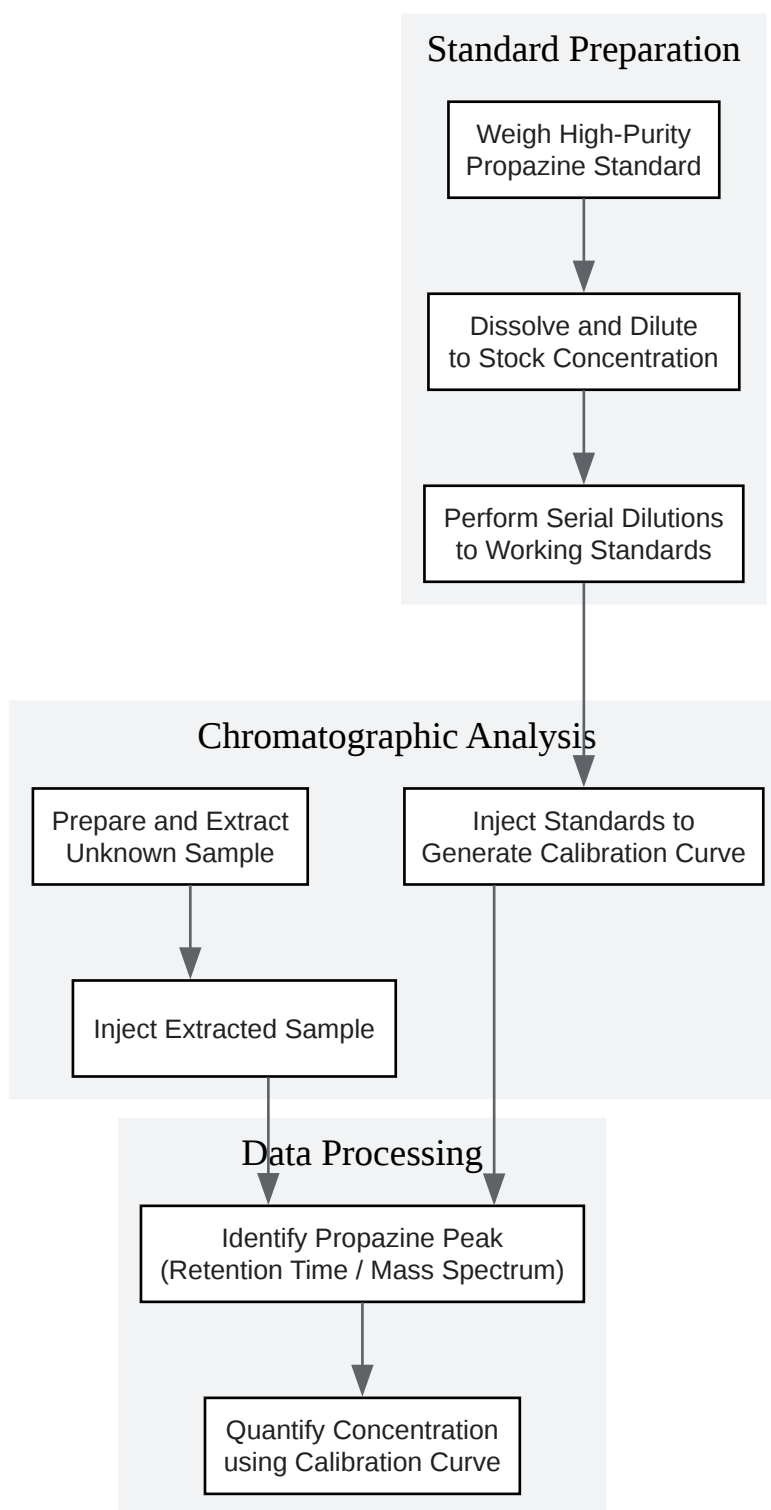 Standard Preparation
Weigh High-Purity
Propazine Standard
Dissolve and Dilute
to Stock Concentration
Perform Serial Dilutions
to Working Standards
Chromatographic Analysis
Prepare and Extract
Unknown Sample
Inject Standards to
Generate Calibration Curve
Inject Extracted Sample
Data Processing
Identify Propazine Peak
(Retention Time / Mass Spectrum)
Quantify Concentration
using Calibration Curve